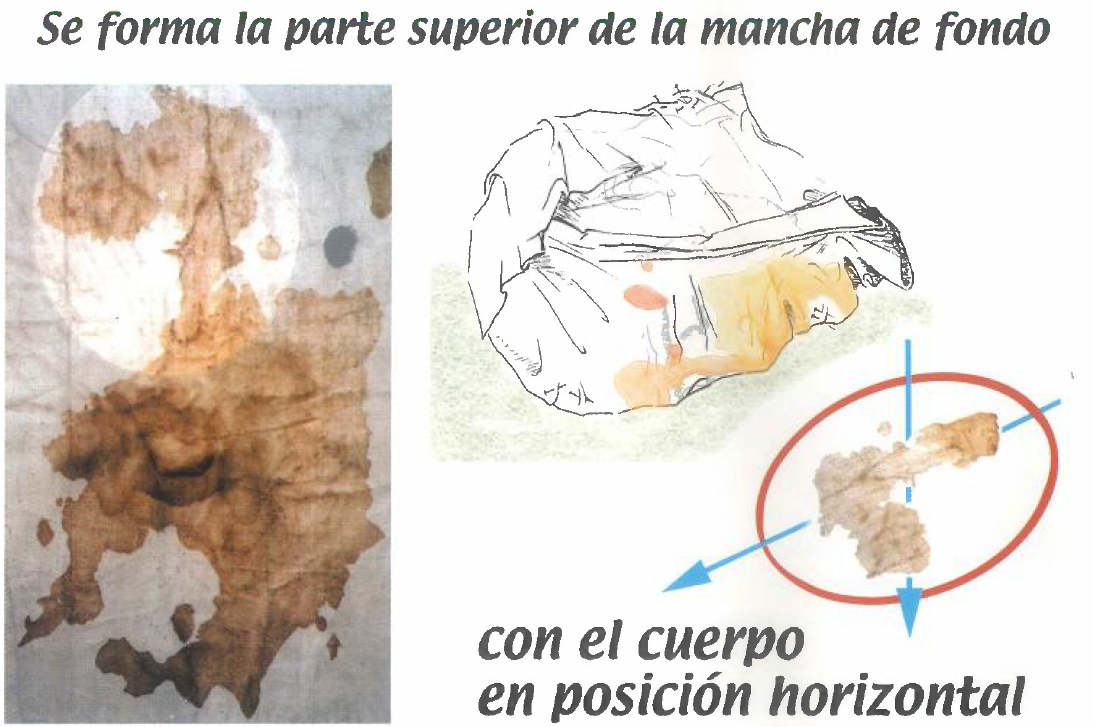 Se forma la parte superior de la mancha de fondo
con el cuerpo
en posición horizontal